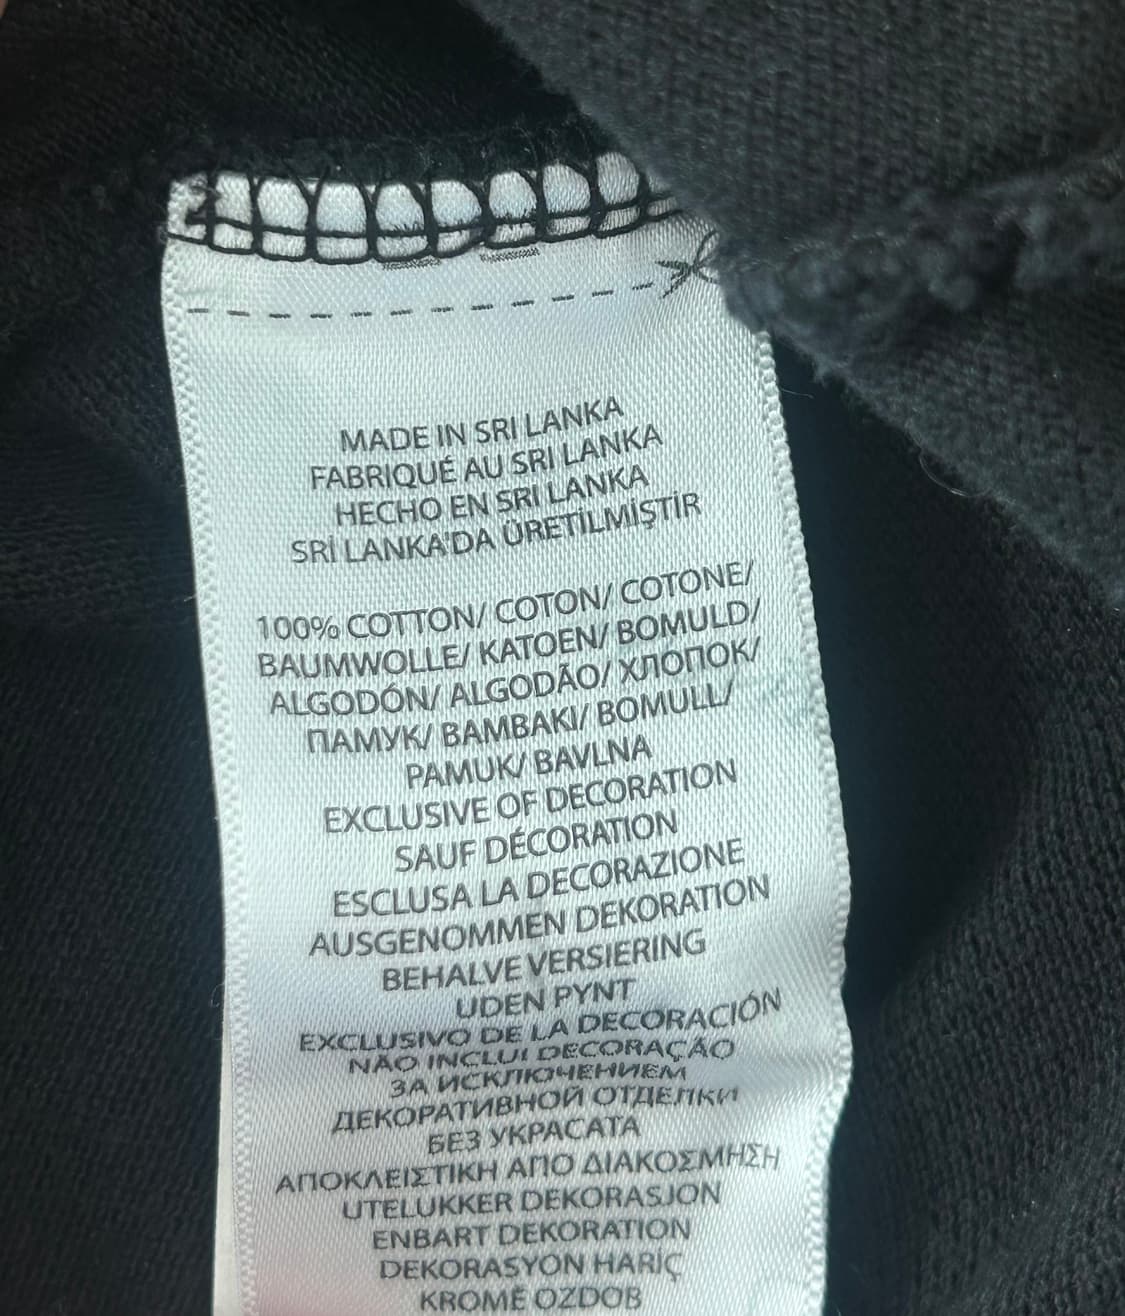 MADE IN SRI LANKA
FABRIQUÉ AU SRI LANKA
HECHO EN SRI LANKA
SRİ LANKA'DA ÜRETİLMİŞTİR
100% COTTON/ COTON/ COTONE/
BAUMWOLLE/ KATOEN/ BOMULD/
ALGODÓN/ ALGODÃO/ ХЛОПОК/
ПАМУК/ BAMBAKI/ BOMULL/
PAMUK/ BAVLNA
EXCLUSIVE OF DECORATION
SAUF DÉCORATION
ESCLUSA LA DECORAZIONE
AUSGENOMMEN DEKORATION
BEHALVE VERSIERING
UDEN PYNT
EXCLUSIVO DE LA DECORACIÓN
NÃO INCLUI DECORAÇÃO
ЗА ИСКЛЮЧЕНИЕМ
ДЕКОРАТИВНОЙ ОТДЕЛКИ
БЕЗ УКРАСАТА
ΑΠΟΚΛΕΙΣΤΙΚΗ ΑΠΟ ΔΙΑΚΟΣΜΗΣΗ
UTELUKKER DEKORASJON
ENBART DEKORATION
DEKORASYON HARİÇ
KROMĚ OZDOB